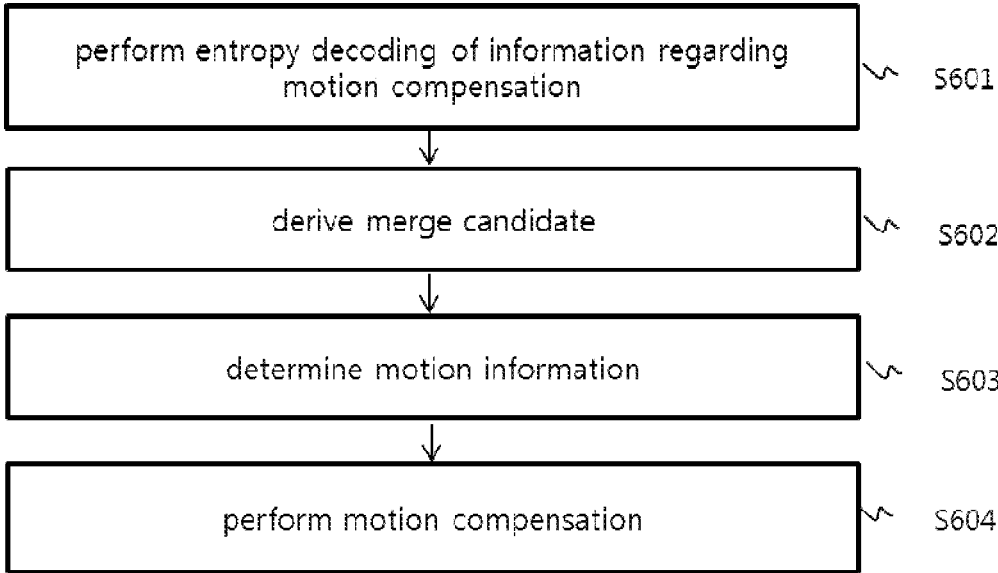 perform entropy decoding of information regarding
motion compensation
S601
derive merge candidate
S602
determine motion information
S603
perform motion compensation
S604